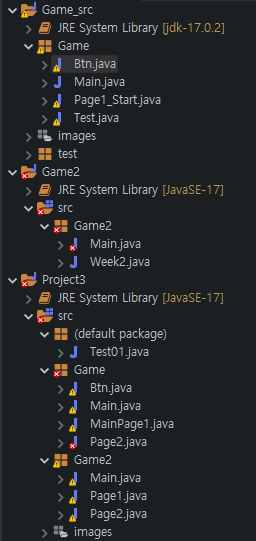 Game_src
JRE System Library [jdk-17.0.2]
Game
Btn.java
Main.java
Page1_Start.java
Test.java
images
test
Game2
JRE System Library [JavaSE-17]
src
Game2
Main.java
Week2.java
Project3
JRE System Library [JavaSE-17]
src
(default package)
Test01.java
Game
Btn.java
Main.java
MainPage1.java
Page2.java
Game2
Main.java
Page1.java
Page2.java
images